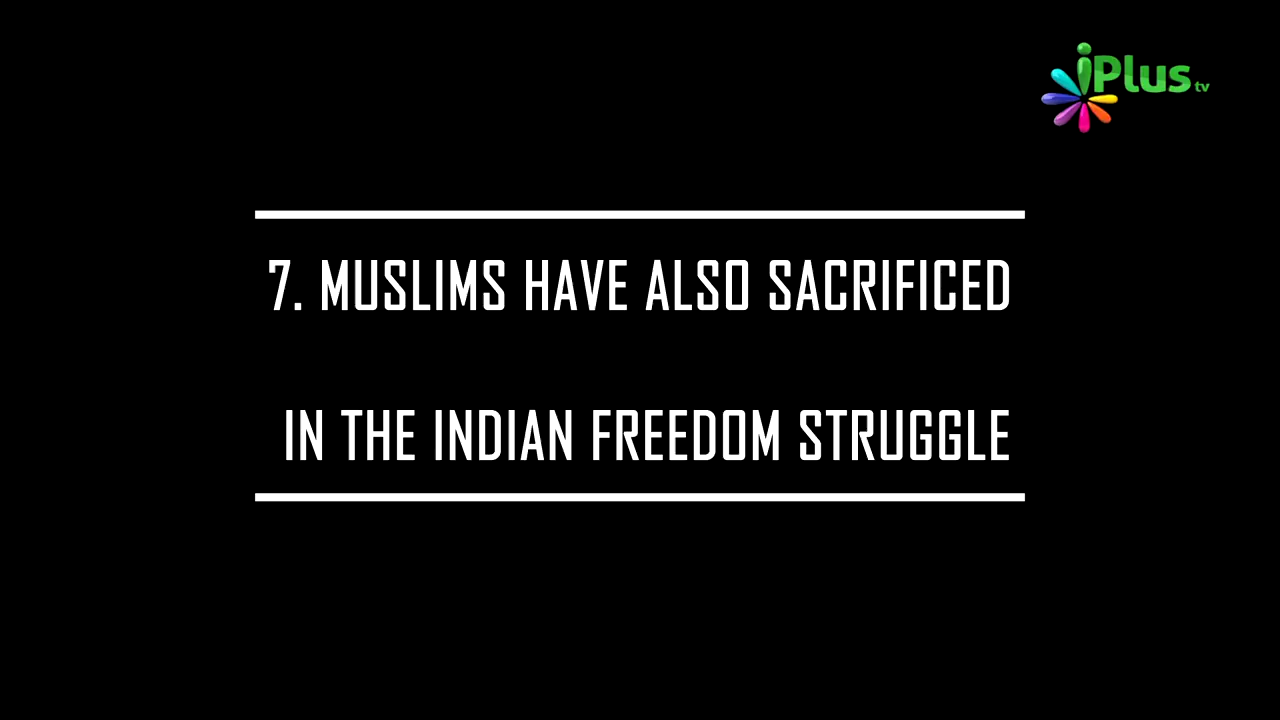 iPlus tv
7. MUSLIMS HAVE ALSO SACRIFICED
IN THE INDIAN FREEDOM STRUGGLE